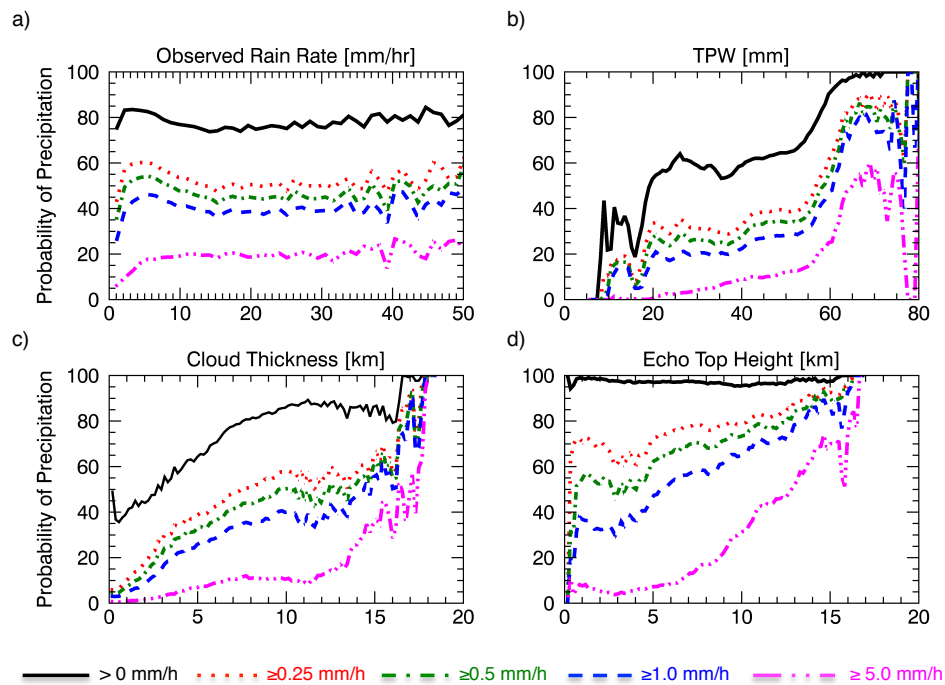 a)
b)
Observed Rain Rate [mm/hr]
TPW [mm]
Probability of Precipitation
100
80
60
40
20
0
0 10 20 30 40 50
100
80
60
40
20
0
0 20 40 60 80
c)
d)
Cloud Thickness [km]
Echo Top Height [km]
Probability of Precipitation
100
80
60
40
20
0
0 5 10 15 20
100
80
60
40
20
0
0 5 10 15 20
> 0 mm/h ≥0.25 mm/h ≥0.5 mm/h ≥1.0 mm/h ≥ 5.0 mm/h